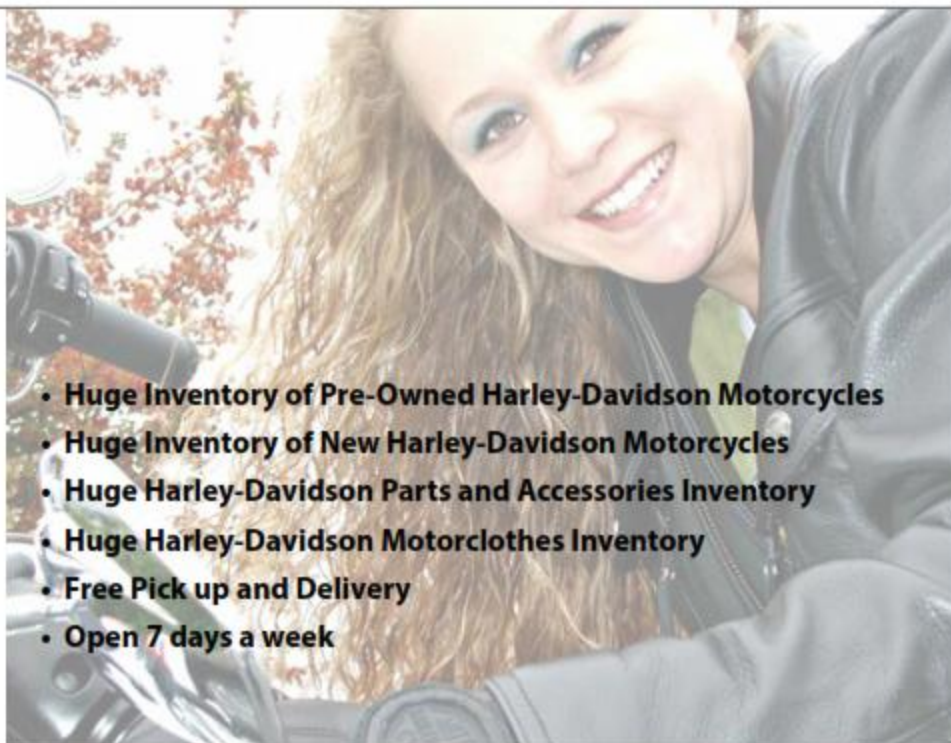 • Huge Inventory of Pre-Owned Harley-Davidson Motorcycles
• Huge Inventory of New Harley-Davidson Motorcycles
• Huge Harley-Davidson Parts and Accessories Inventory
• Huge Harley-Davidson Motorclothes Inventory
• Free Pick up and Delivery
• Open 7 days a week